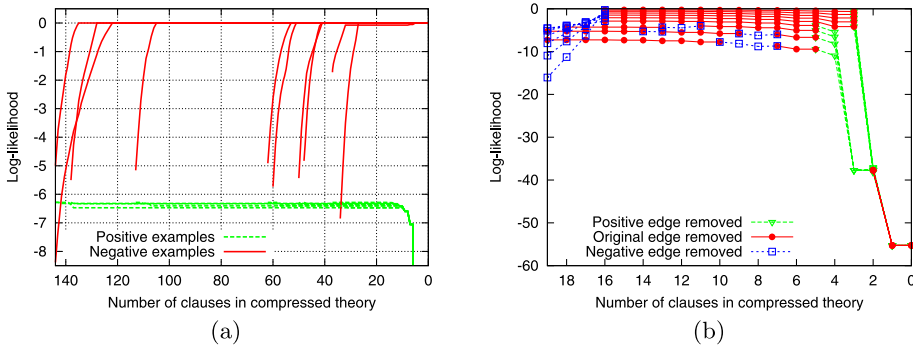 0
-1
-2
-3
-4
-5
-6
-7
-8
Log-likelihood
Positive examples
Negative examples
140 120 100 80 60 40 20 0
Number of clauses in compressed theory
(a)
0
-10
-20
-30
-40
-50
-60
Log-likelihood
Positive edge removed
Original edge removed
Negative edge removed
18 16 14 12 10 8 6 4 2 0
Number of clauses in compressed theory
(b)